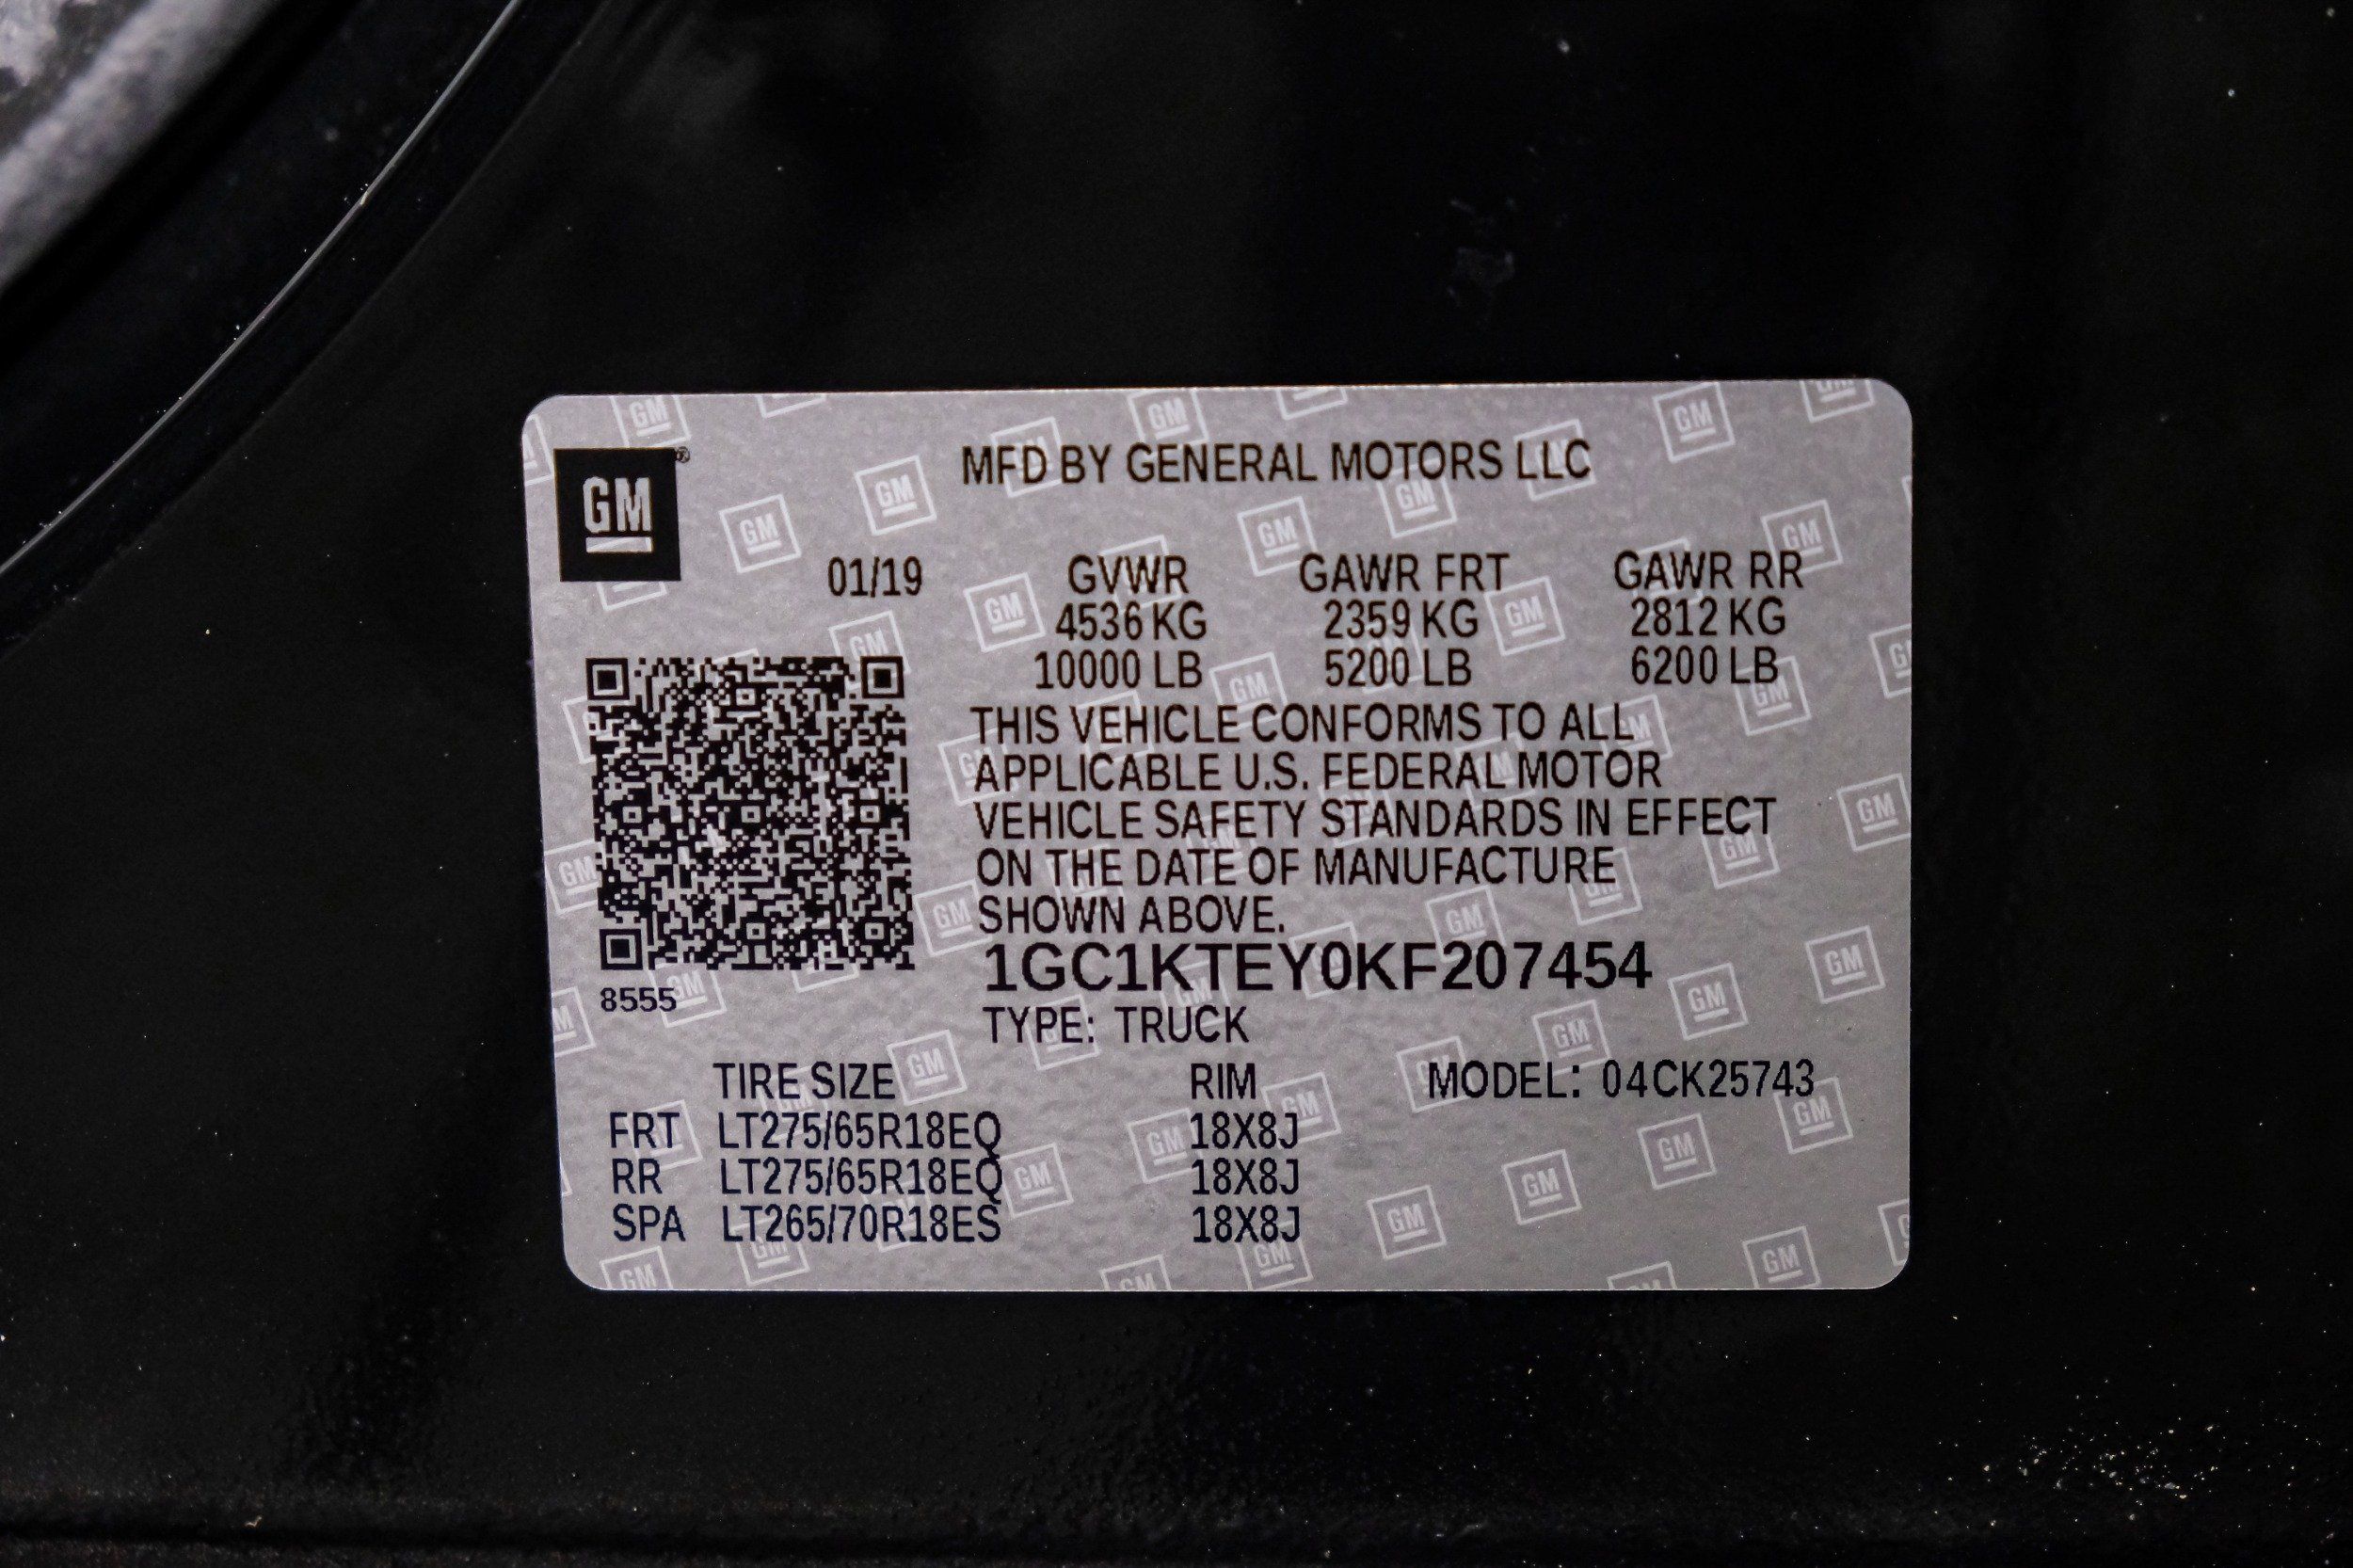 GM
MFD BY GENERAL MOTORS LLC
01/19 GVWR GAWR FRT GAWR RR
4536 KG 2359 KG 2812 KG
10000 LB 5200 LB 6200 LB
THIS VEHICLE CONFORMS TO ALL
APPLICABLE U.S. FEDERAL MOTOR
VEHICLE SAFETY STANDARDS IN EFFECT
ON THE DATE OF MANUFACTURE
SHOWN ABOVE.
1GC1KTEY0KF207454
8555
TYPE: TRUCK
TIRE SIZE RIM MODEL: 04CK25743
FRT LT275/65R18EQ 18X8J
RR LT275/65R18EQ 18X8J
SPA LT265/70R18ES 18X8J